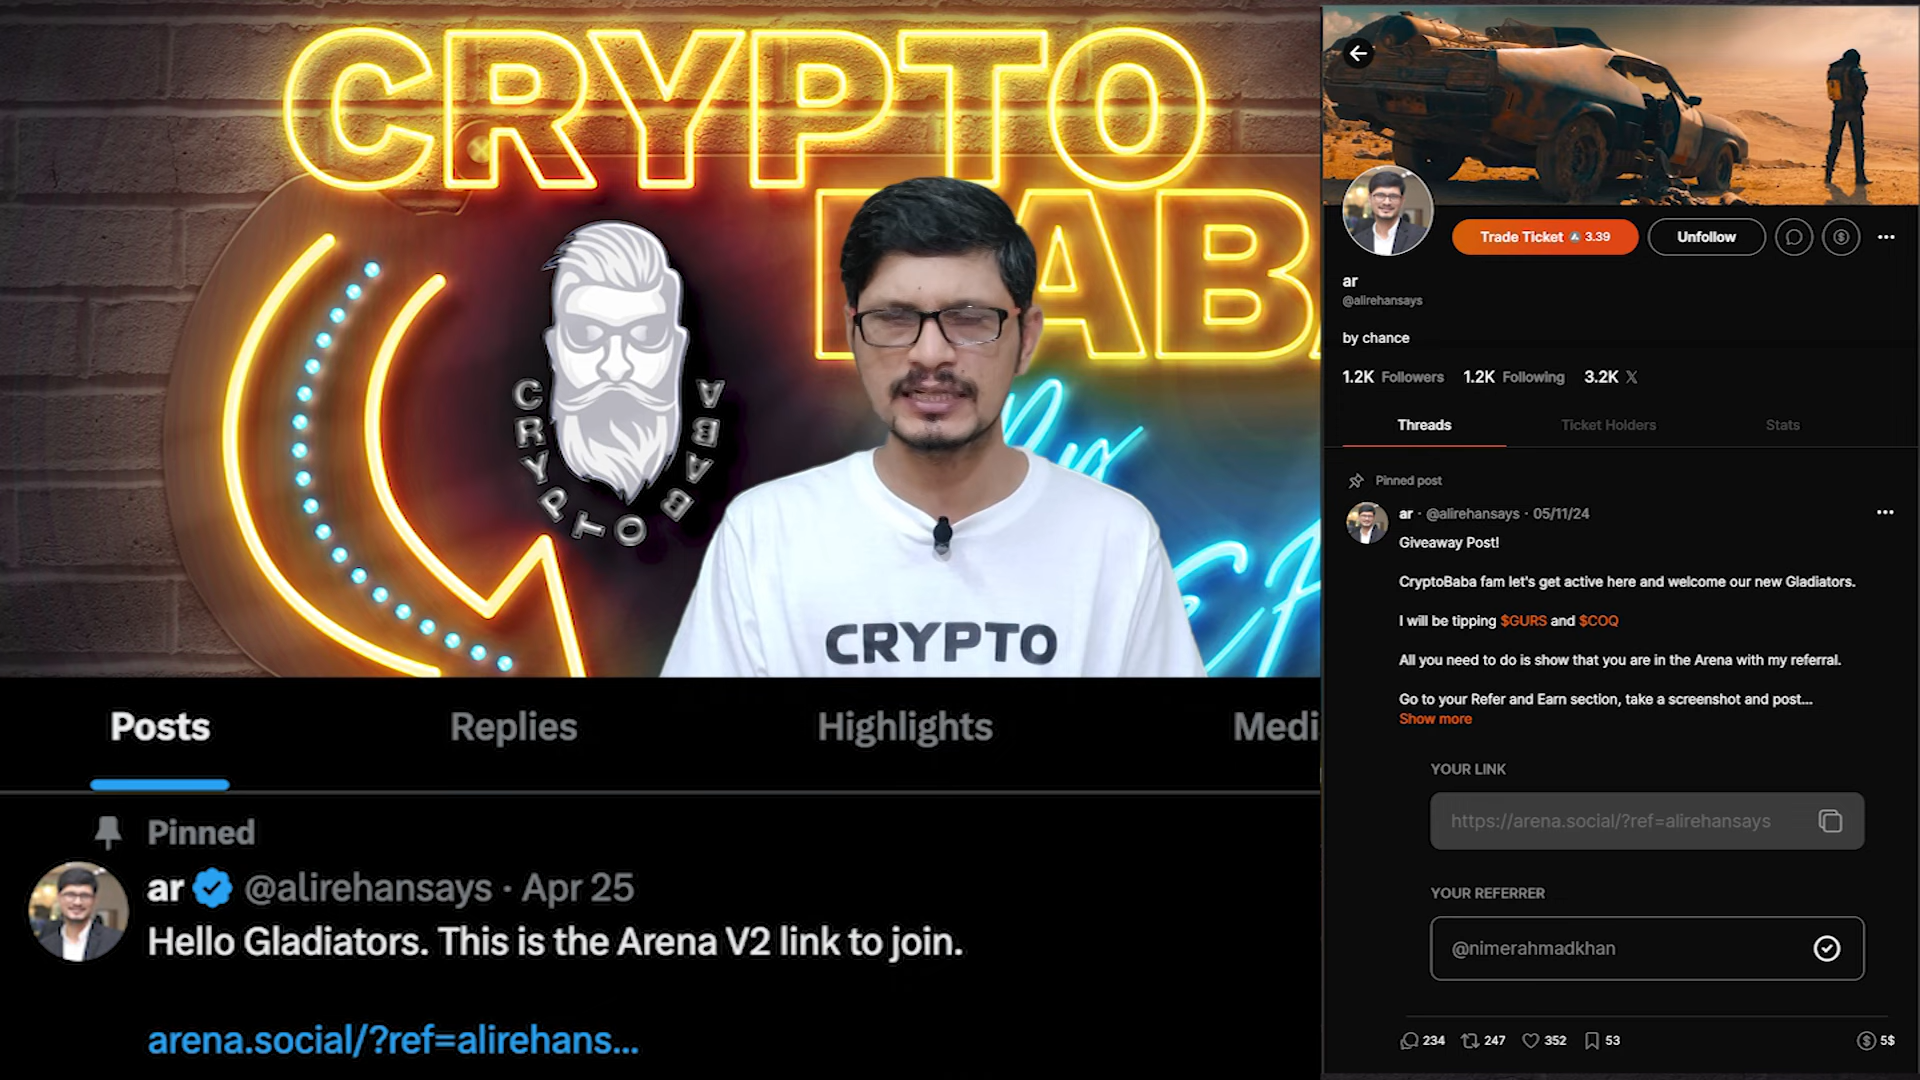 CRYPTO
BABA
CRYPTO BABA
CRYPTO
Posts
Replies
Highlights
Medi
Pinned
ar @alirehansays · Apr 25
Hello Gladiators. This is the Arena V2 link to join.
arena.social/?ref=alirehans...
Trade Ticket 3.39
Unfollow
ar
@alirehansays
by chance
1.2K Followers 1.2K Following 3.2K X
Threads
Ticket Holders
Stats
Pinned post
ar · @alirehansays · 05/11/24
Giveaway Post!
CryptoBaba fam let's get active here and welcome our new Gladiators.
I will be tipping $GURS and $COQ
All you need to do is show that you are in the Arena with my referral.
Go to your Refer and Earn section, take a screenshot and post...
Show more
YOUR LINK
https://arena.social/?ref=alirehansays
YOUR REFERRER
@nimerahmadkhan
234 247 352 53 5$